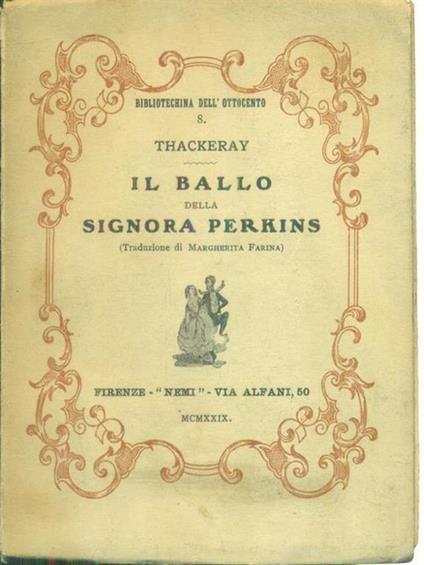 BIBLIOTECHINA DELL' OTTOCENTO
8.
THACKERAY
IL BALLO
DELLA
SIGNORA PERKINS
(Traduzione di MARGHERITA FARINA)
FIRENZE - "NEMI" - VIA ALFANI, 50
MCMXXIX.